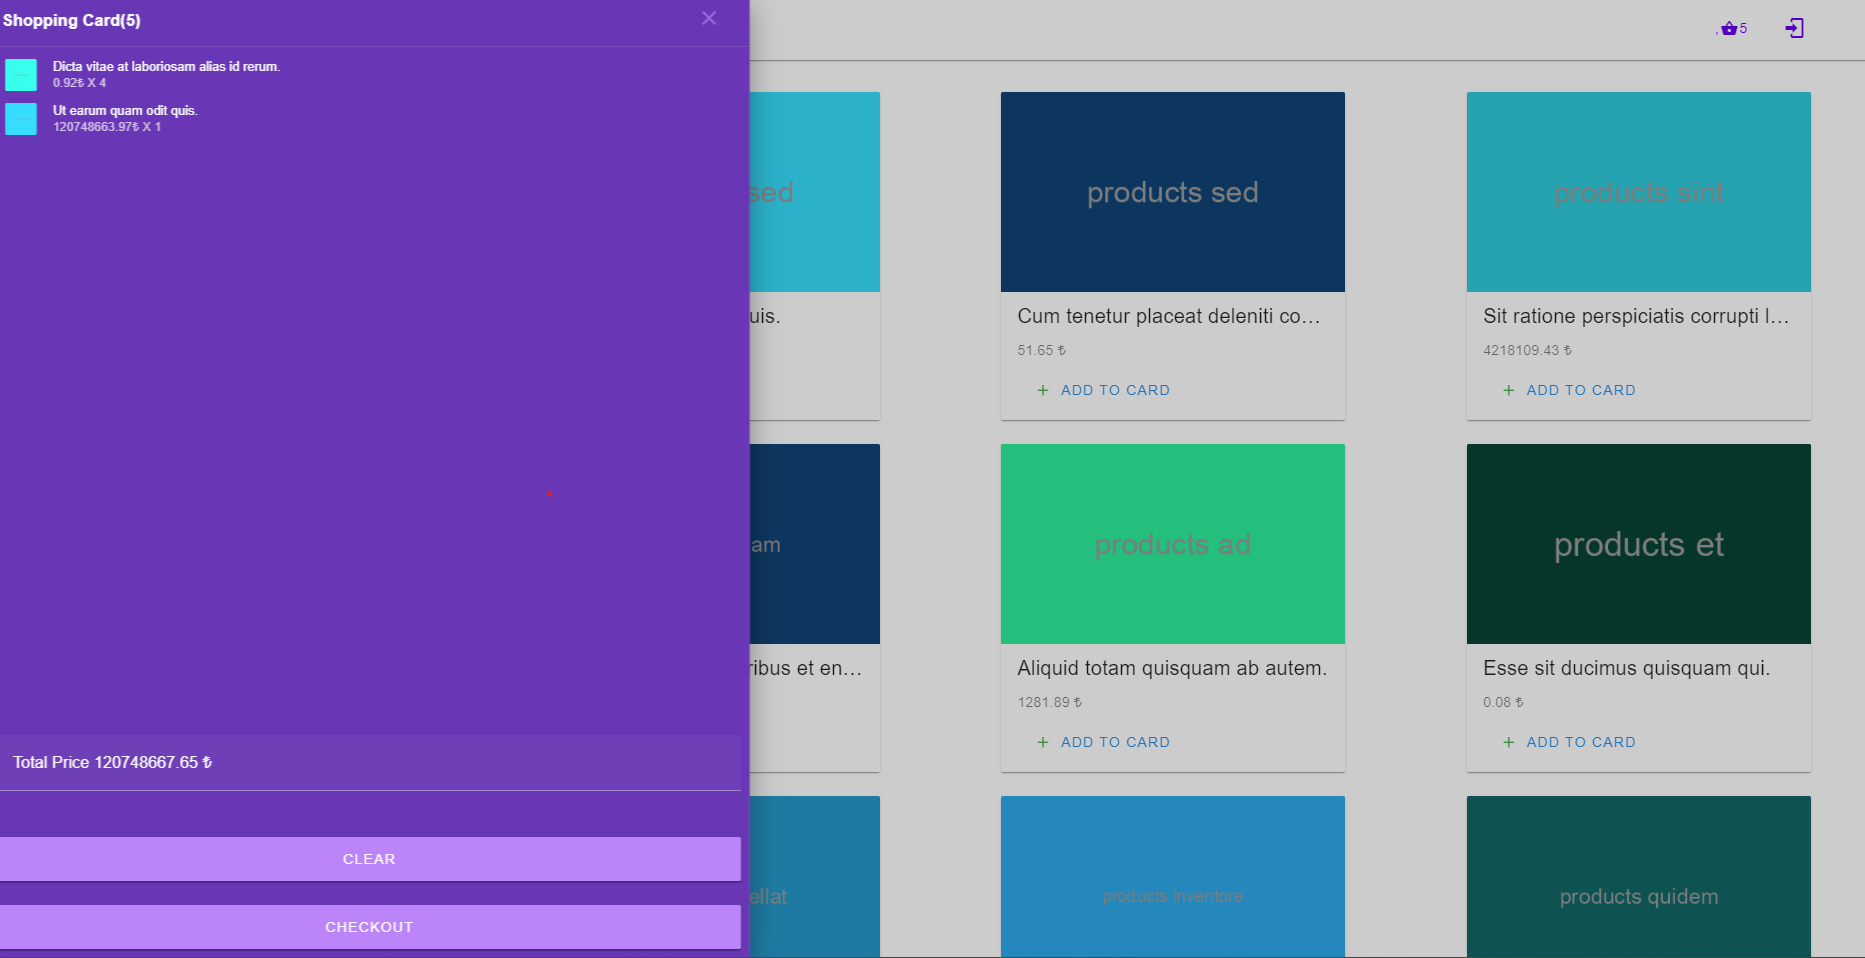 Shopping Card(5)
Dicta vitae at laboriosam alias id rerum.
0.92₺ X 4
Ut earum quam odit quis.
120748663.97₺ X 1
Total Price 120748667.65 ₺
CLEAR
CHECKOUT
5
sed
products sed
products sint
uis.
Cum tenetur placeat deleniti co...
51.65 ₺
+ ADD TO CARD
Sit ratione perspiciatis corrupti l...
4218109.43 ₺
+ ADD TO CARD
am
products ad
products et
ribus et en...
Aliquid totam quisquam ab autem.
1281.89 ₺
+ ADD TO CARD
Esse sit ducimus quisquam qui.
0.08 ₺
+ ADD TO CARD
ellat
products inventore
products quidem